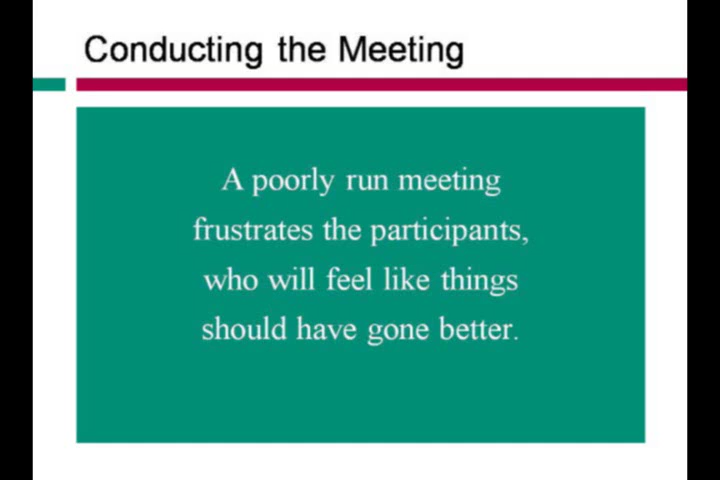 Conducting the Meeting
A poorly run meeting
frustrates the participants,
who will feel like things
should have gone better.